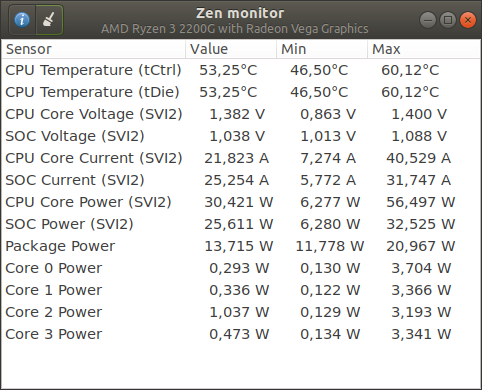 Zen monitor
AMD Ryzen 3 2200G with Radeon Vega Graphics
Sensor Value Min Max
CPU Temperature (tCtrl) 53,25°C 46,50°C 60,12°C
CPU Temperature (tDie) 53,25°C 46,50°C 60,12°C
CPU Core Voltage (SVI2) 1,382 V 0,863 V 1,400 V
SOC Voltage (SVI2) 1,038 V 1,013 V 1,088 V
CPU Core Current (SVI2) 21,823 A 7,274 A 40,529 A
SOC Current (SVI2) 25,254 A 5,772 A 31,747 A
CPU Core Power (SVI2) 30,421 W 6,277 W 56,497 W
SOC Power (SVI2) 25,611 W 6,280 W 32,525 W
Package Power 13,715 W 11,778 W 20,967 W
Core 0 Power 0,293 W 0,130 W 3,704 W
Core 1 Power 0,336 W 0,122 W 3,366 W
Core 2 Power 1,037 W 0,129 W 3,193 W
Core 3 Power 0,473 W 0,134 W 3,341 W